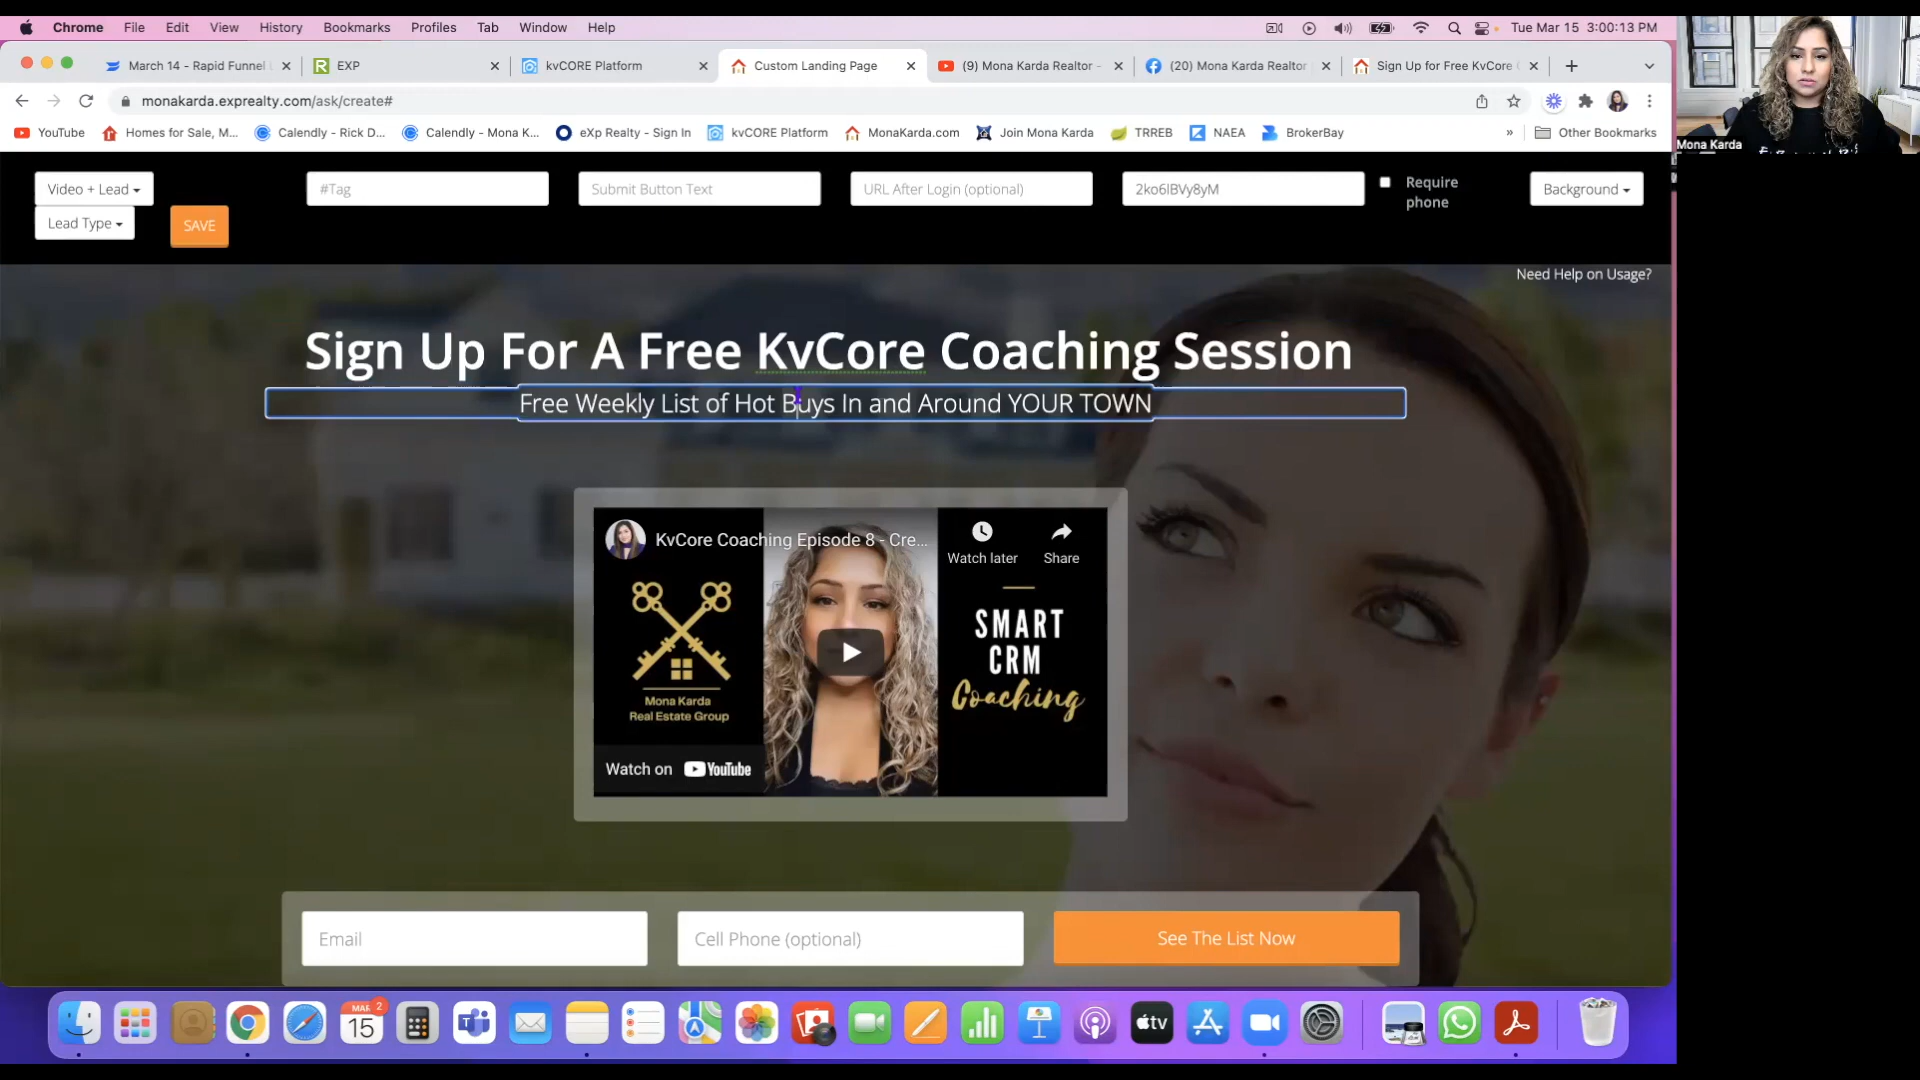 Chrome File Edit View History Bookmarks Profiles Tab Window Help Tue Mar 15 3:00:13 PM
March 14 - Rapid Funnel EXP kvCORE Platform Custom Landing Page (9) Mona Karda Realtor - (20) Mona Karda Realtor Sign Up for Free KvCore
monakarda.exprealty.com/ask/create#
YouTube Homes for Sale, M... Calendly - Rick D... Calendly - Mona K... eXp Realty - Sign In kvCORE Platform MonaKarda.com Join Mona Karda TRREB NAEA BrokerBay » Other Bookmarks
Mona Karda
Video + Lead #Tag Submit Button Text URL After Login (optional) 2ko6lBVy8yM Require phone Background
Lead Type SAVE
Need Help on Usage?
Sign Up For A Free KvCore Coaching Session
Free Weekly List of Hot Buys In and Around YOUR TOWN
KvCore Coaching Episode 8 - Cre...
Watch later Share
SMART
CRM
Coaching
Mona Karda
Real Estate Group
Watch on YouTube
Email Cell Phone (optional) See The List Now
MAR 2
15
tv